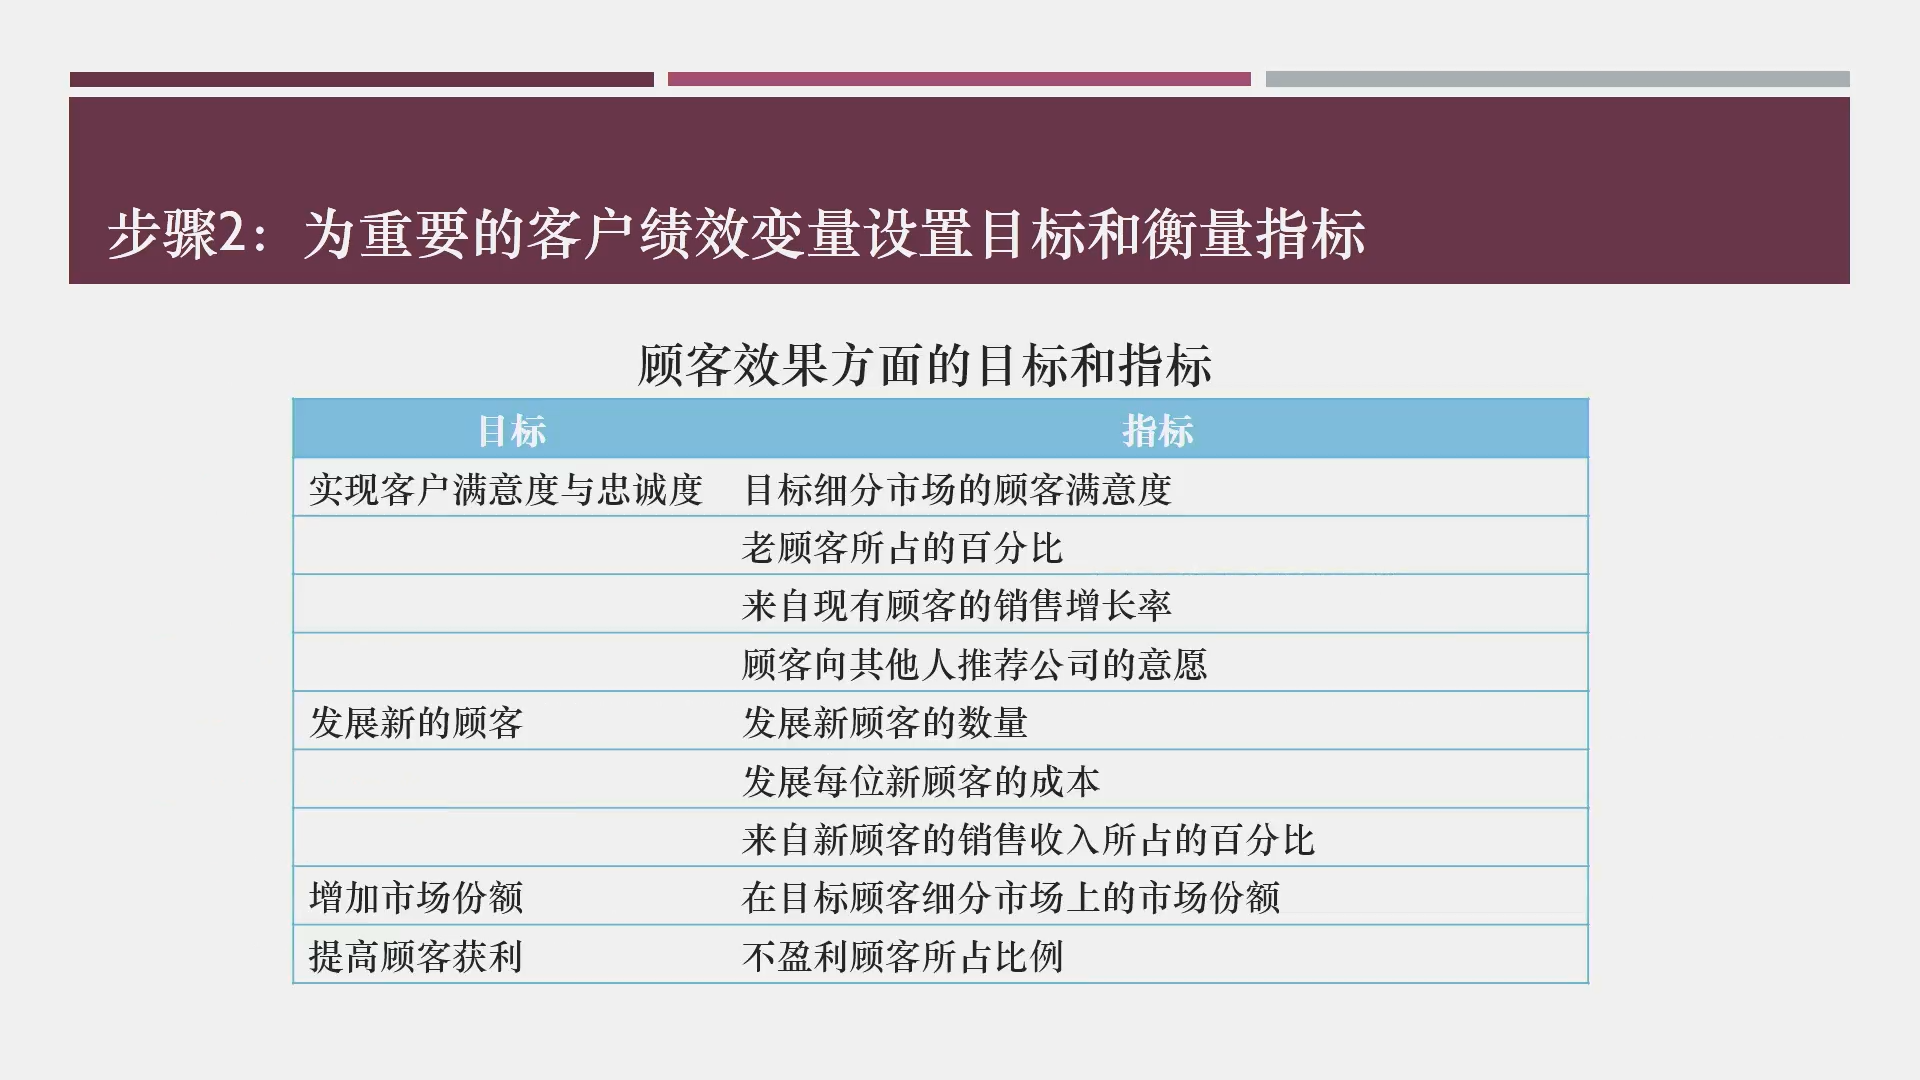 步骤2：为重要的客户绩效变量设置目标和衡量指标
顾客效果方面的目标和指标
目标 指标
实现客户满意度与忠诚度 目标细分市场的顾客满意度
老顾客所占的百分比
来自现有顾客的销售增长率
顾客向其他人推荐公司的意愿
发展新的顾客 发展新顾客的数量
发展每位新顾客的成本
来自新顾客的销售收入所占的百分比
增加市场份额 在目标顾客细分市场上的市场份额
提高顾客获利 不盈利顾客所占比例